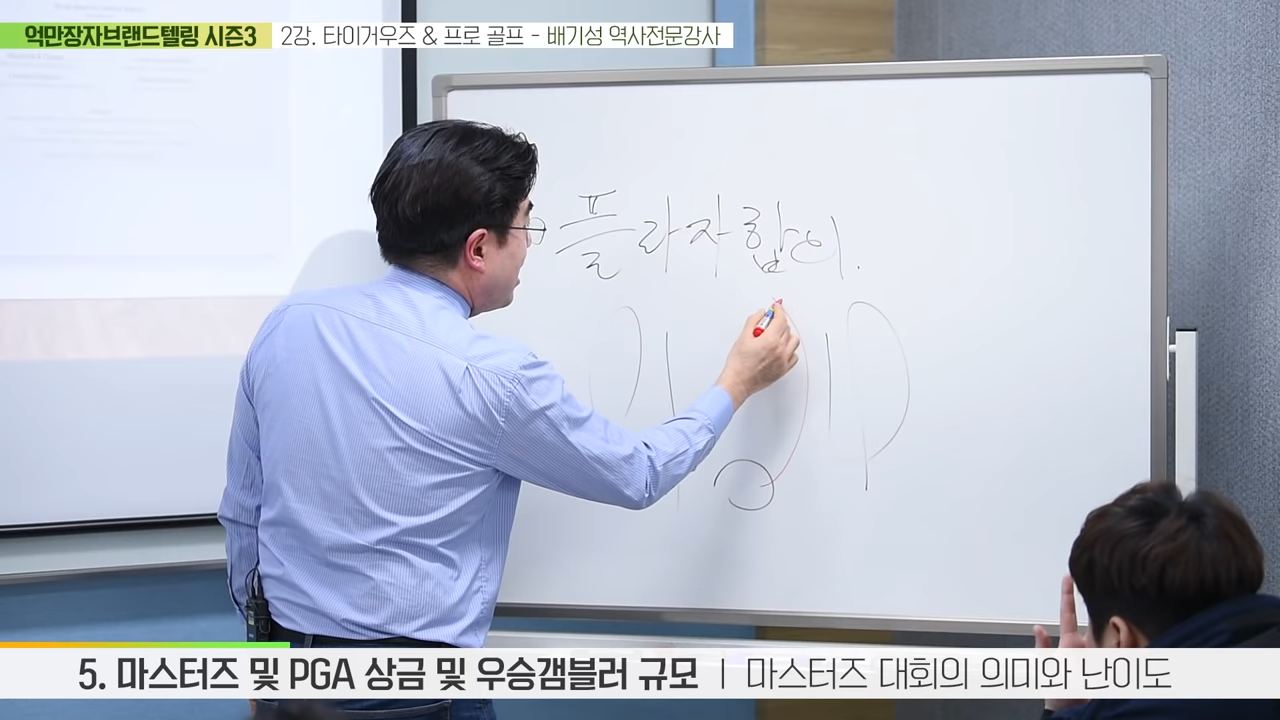 억만장자브랜드텔링 시즌3 2강. 타이거우즈 & 프로 골프 - 배기성 역사전문강사
플라자합의.
5. 마스터즈 및 PGA 상금 및 우승갬블러 규모 | 마스터즈 대회의 의미와 난이도